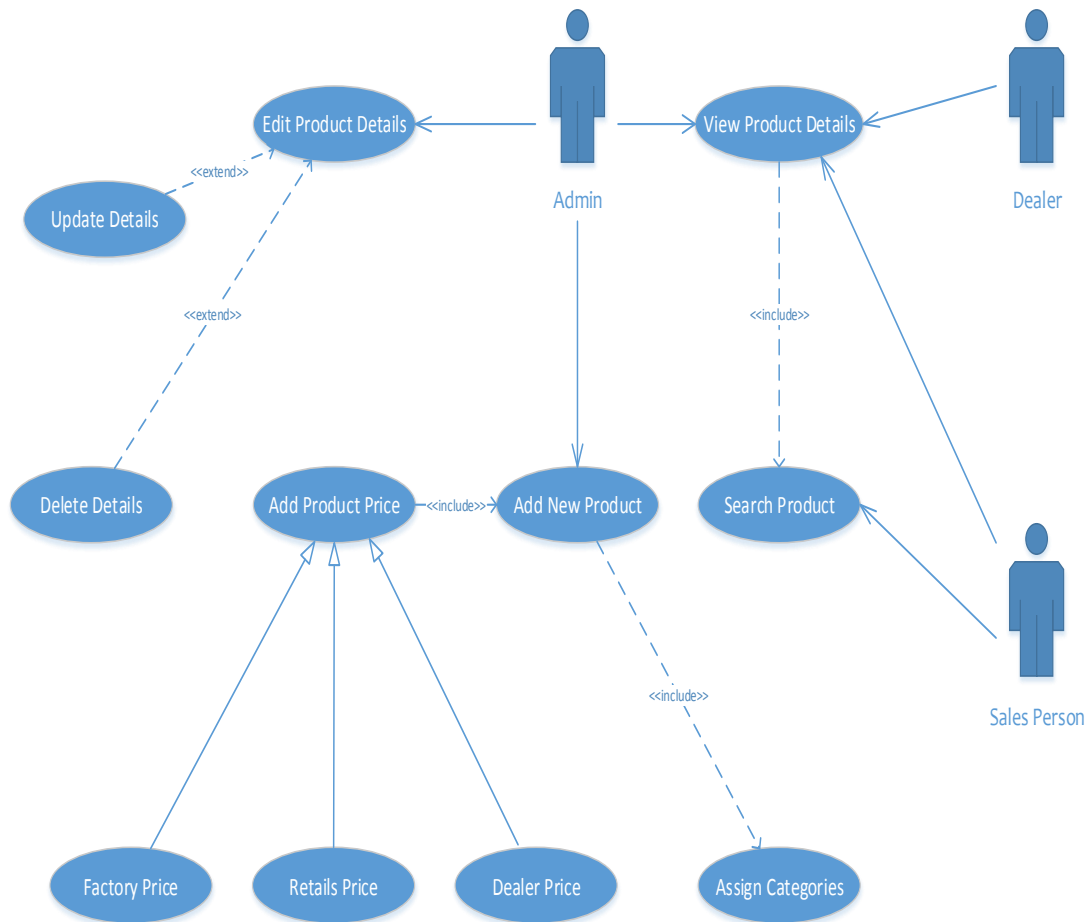 Edit Product Details
View Product Details
<<extend>>
Admin
Dealer
Update Details
<<extend>>
<<include>>
Delete Details
Add Product Price
<<include>>
Add New Product
Search Product
<<include>>
Sales Person
Factory Price
Retails Price
Dealer Price
Assign Categories